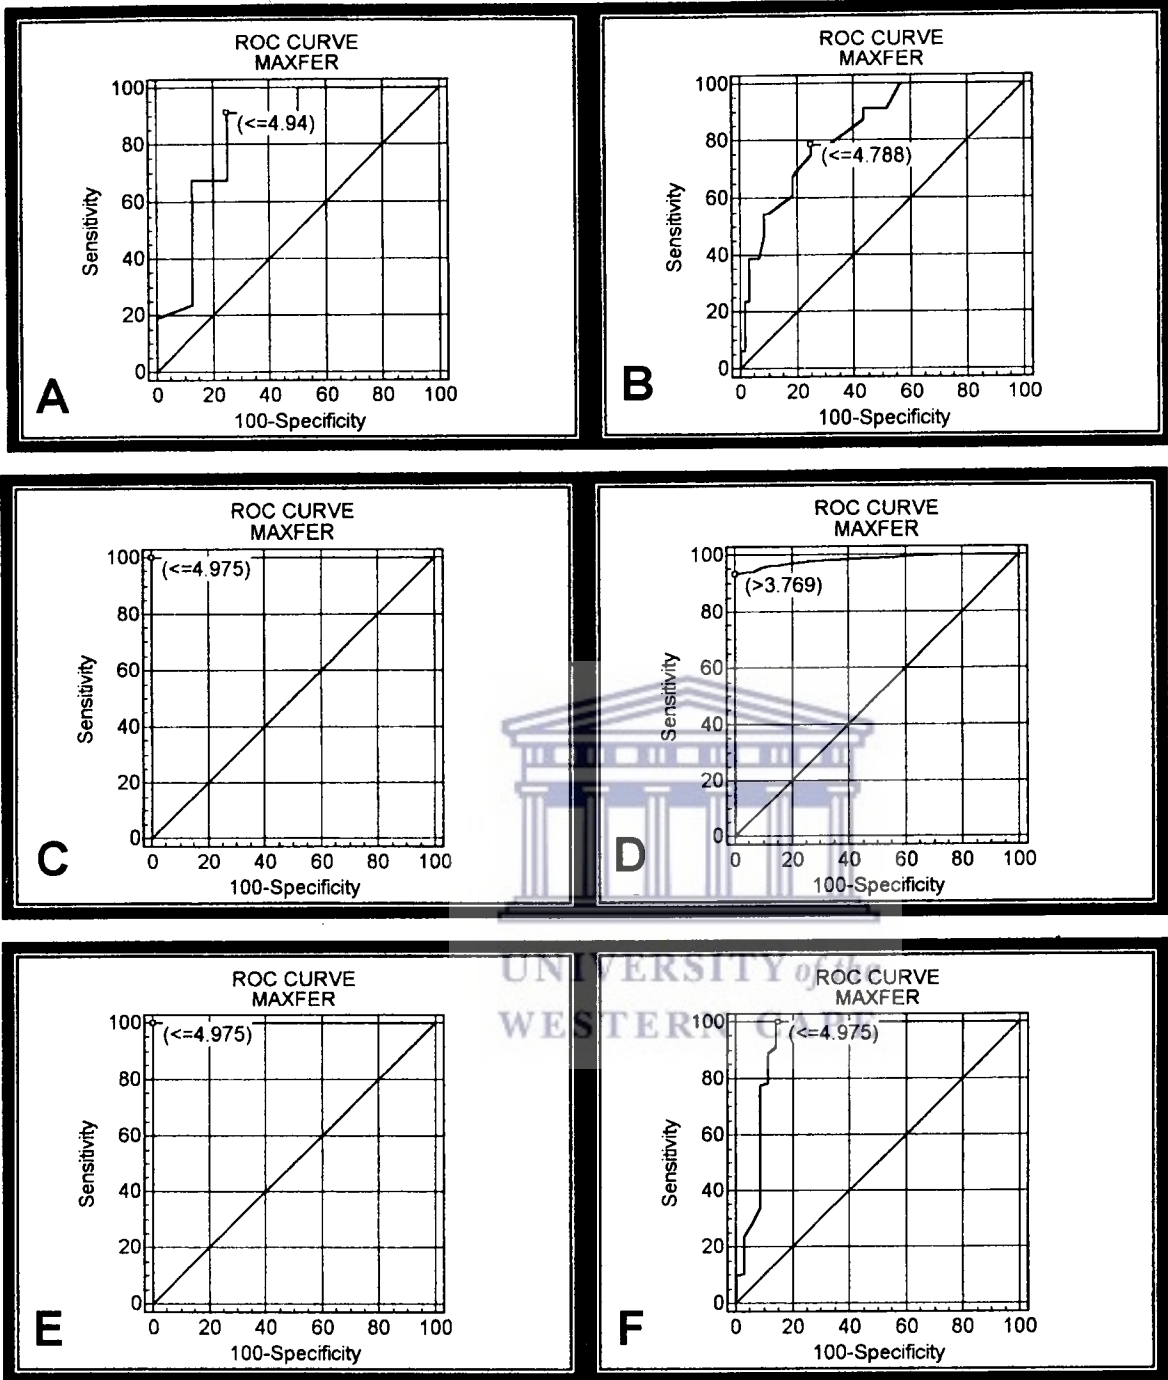 ROC CURVE
MAXFER
100
80
60
40
20
0
Sensitivity
(<=4.94)
0 20 40 60 80 100
100-Specificity
A
ROC CURVE
MAXFER
100
80
60
40
20
0
Sensitivity
(<=4.788)
0 20 40 60 80 100
100-Specificity
B
ROC CURVE
MAXFER
100
80
60
40
20
0
Sensitivity
(<=4.975)
0 20 40 60 80 100
100-Specificity
C
ROC CURVE
MAXFER
100
80
60
40
20
0
Sensitivity
(>3.769)
0 20 40 60 80 100
100-Specificity
D
ROC CURVE
MAXFER
100
80
60
40
20
0
Sensitivity
(<=4.975)
0 20 40 60 80 100
100-Specificity
E
ROC CURVE
MAXFER
100
80
60
40
20
0
Sensitivity
(<=4.975)
0 20 40 60 80 100
100-Specificity
F
UNIVERSITY of the
WESTERN CAPE